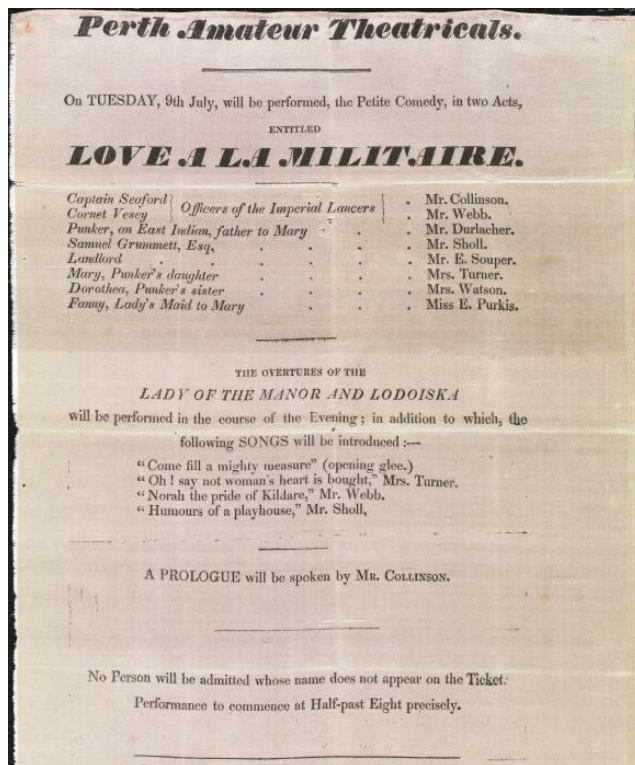 Perth Amateur Theatricals.
On TUESDAY, 9th July, will be performed, the Petite Comedy, in two Acts,
ENTITLED
LOVE A LA MILITAIRE.
Captain Seaford } Officers of the Imperial Lancers { . Mr. Collinson.
Cornet Vesey . Mr. Webb.
Punker, an East Indian, father to Mary . . Mr. Durlacher.
Samuel Grummett, Esq. . . . . Mr. Sholl.
Landlord . . . . . . Mr. E. Souper.
Mary, Punker's daughter . . . . Mrs. Turner.
Dorothea, Punker's sister . . . . Mrs. Watson.
Fanny, Lady's Maid to Mary . . . Miss E. Purkis.
THE OVERTURES OF THE
LADY OF THE MANOR AND LODOISKA
will be performed in the course of the Evening; in addition to which, the
following SONGS will be introduced :—
"Come fill a mighty measure" (opening glee.)
"Oh! say not woman's heart is bought," Mrs. Turner.
"Norah the pride of Kildare," Mr. Webb.
"Humours of a playhouse," Mr. Sholl.
A PROLOGUE will be spoken by MR. COLLINSON.
No Person will be admitted whose name does not appear on the Ticket.
Performance to commence at Half-past Eight precisely.